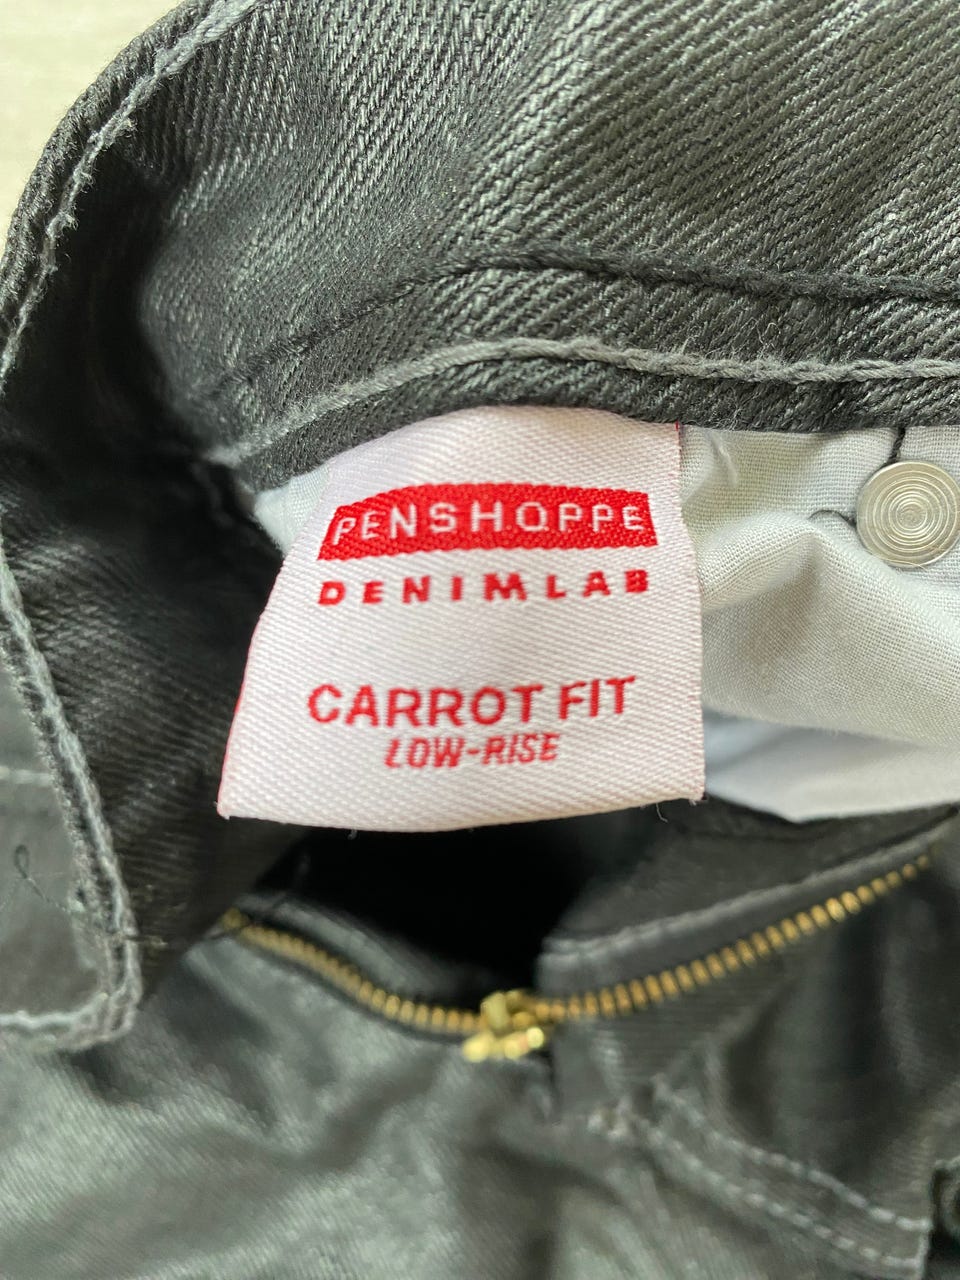 PENSHOPPE
DENIMLAB
CARROT FIT
LOW-RISE